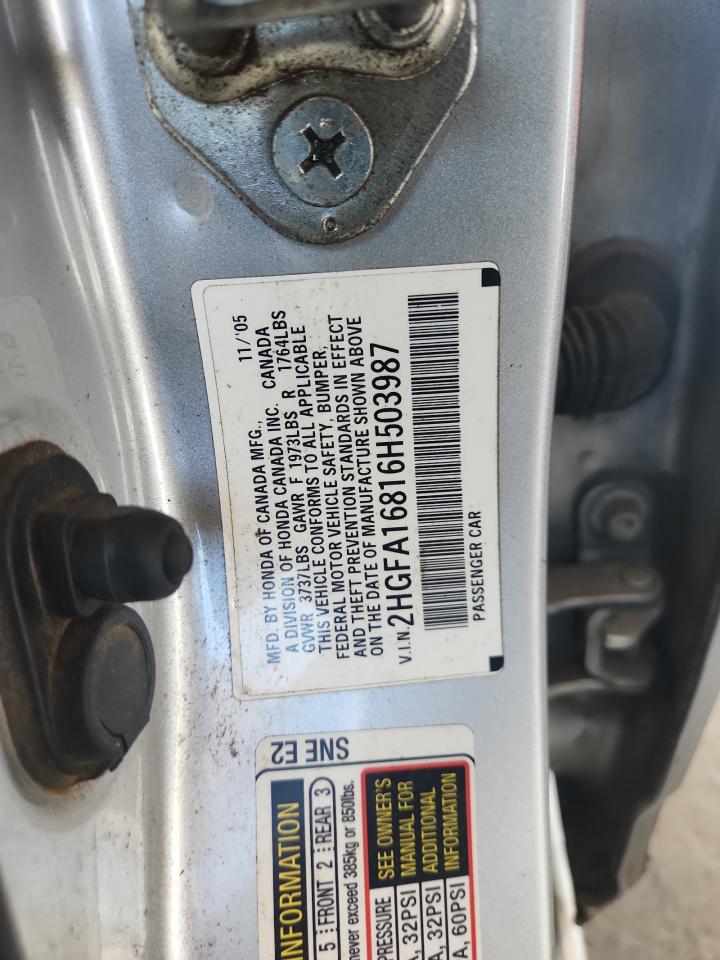 MFD. BY HONDA OF CANADA MFG., 11/'05
A DIVISION OF HONDA CANADA INC. CANADA
GVWR 3737LBS GAWR F 1973LBS R 1764LBS
THIS VEHICLE CONFORMS TO ALL APPLICABLE
FEDERAL MOTOR VEHICLE SAFETY, BUMPER,
AND THEFT PREVENTION STANDARDS IN EFFECT
ON THE DATE OF MANUFACTURE SHOWN ABOVE
V.I.N. 2HGFA16816H503987
PASSENGER CAR
SNE E2
INFORMATION
5 FRONT 2 REAR 3
never exceed 385kg or 850lbs.
PRESSURE SEE OWNER'S
A, 32PSI MANUAL FOR
A, 32PSI ADDITIONAL
A, 60PSI INFORMATION